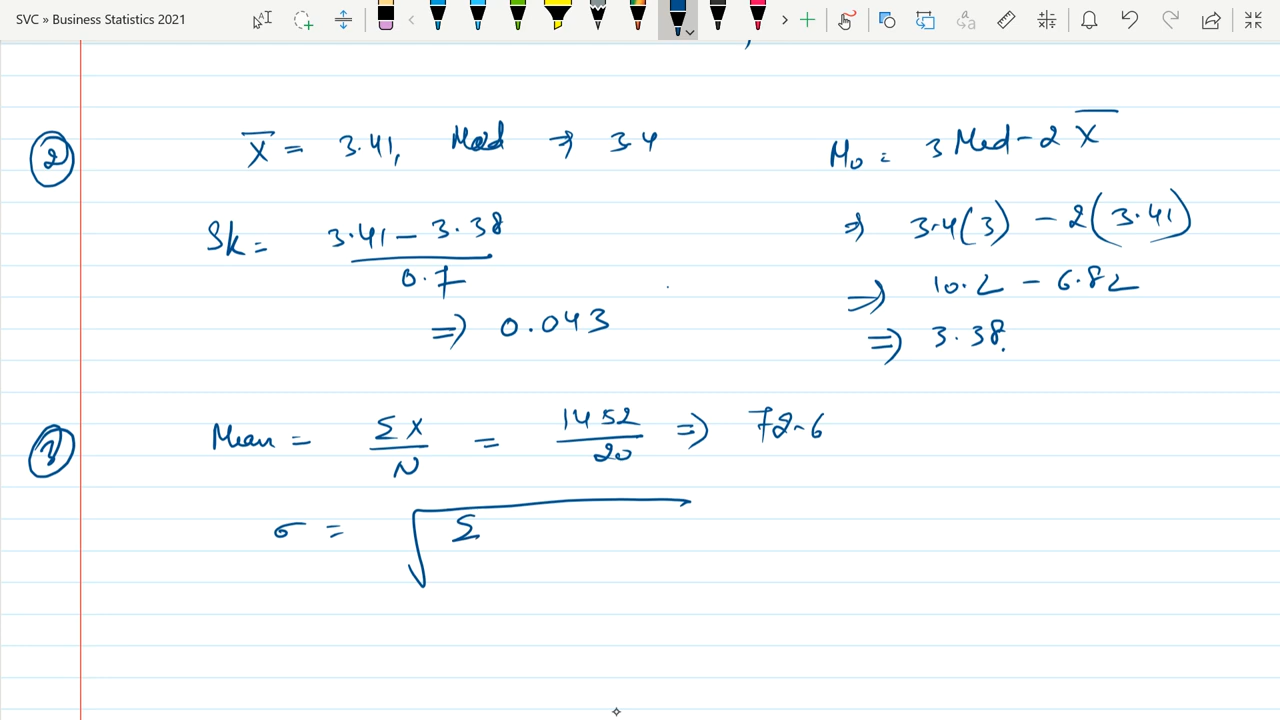 SVC » Business Statistics 2021
② X̄ = 3.41, Med ⇒ 3.4
M₀ = 3 Med - 2 X̄
Sk = (3.41 - 3.38) / 0.7
⇒ 3.4(3) - 2(3.41)
⇒ 10.2 - 6.82
⇒ 0.043
⇒ 3.38.
Mean = ΣX / N = 1452 / 20 ⇒ 72.6
σ = √Σ